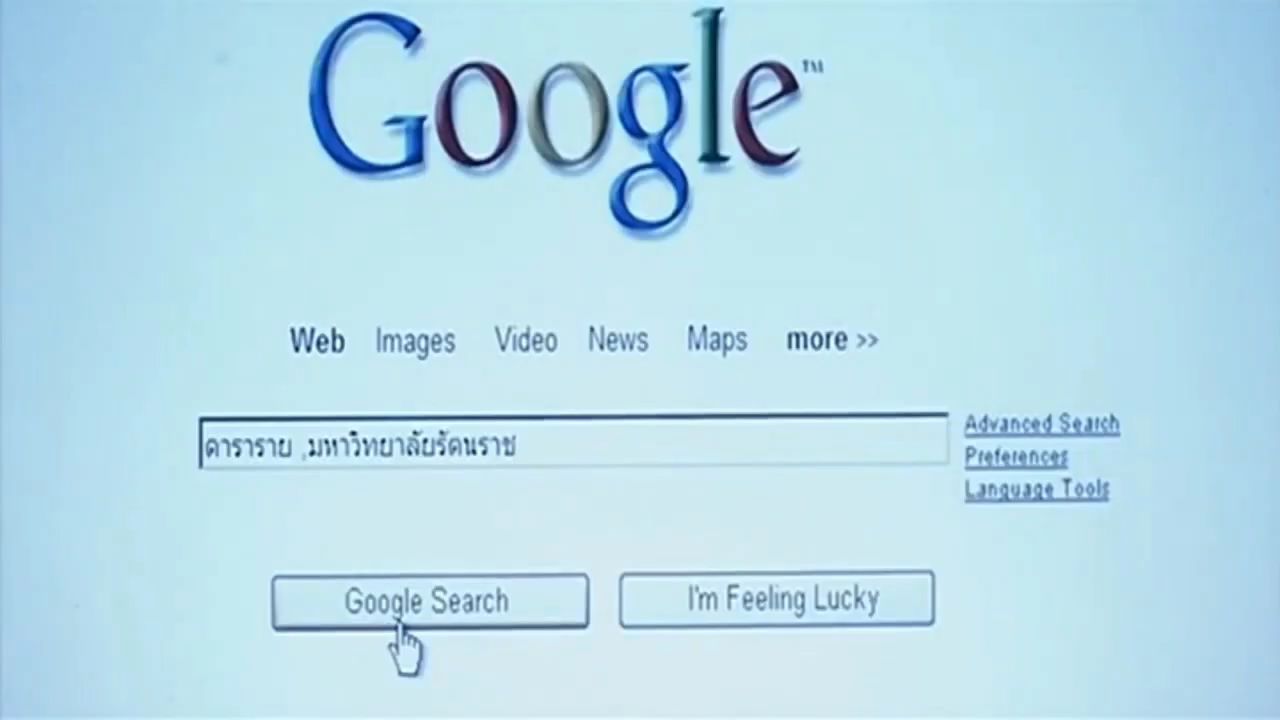 Google™
Web Images Video News Maps more >>
ดาราราย ,มหาวิทยาลัยรัตนราช
Advanced Search
Preferences
Language Tools
Google Search I'm Feeling Lucky